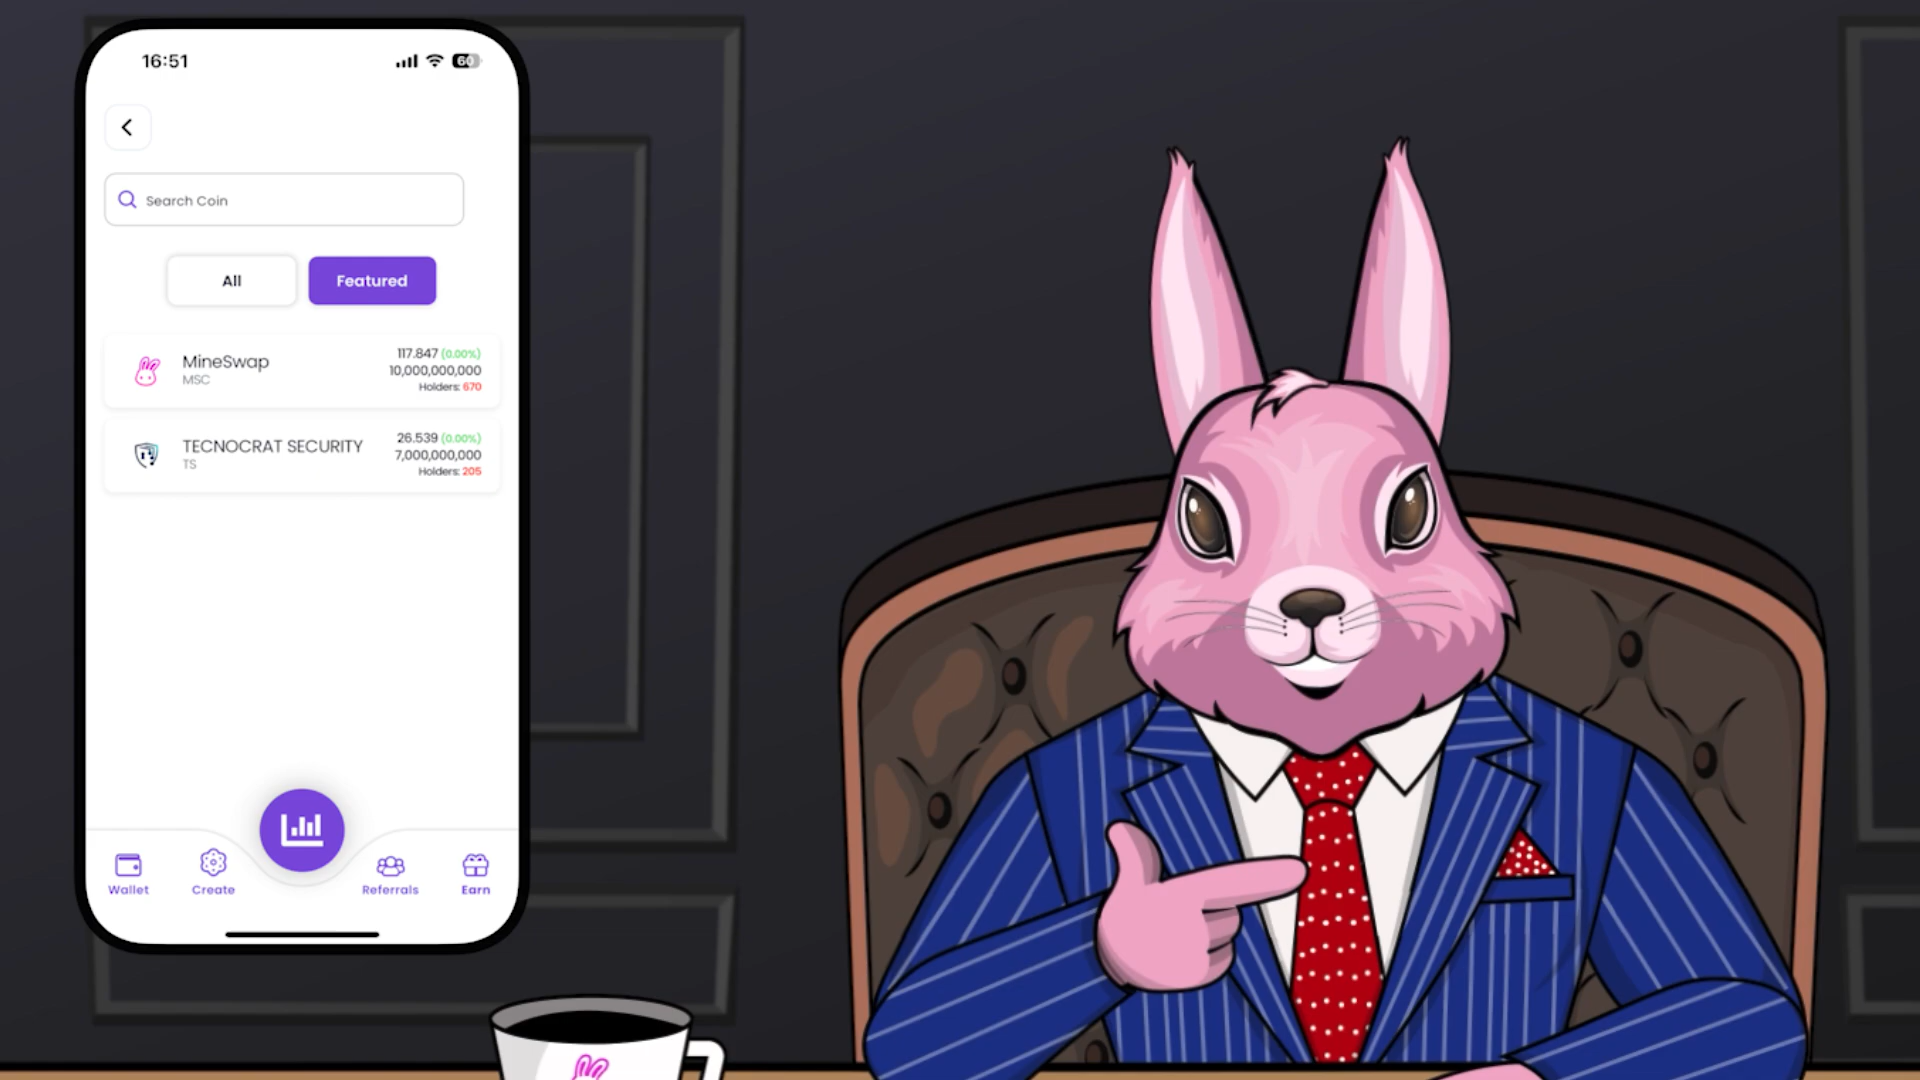 16:51
60
Search Coin
All
Featured
MineSwap
MSC
117.847 (0.00%)
10,000,000,000
Holders: 670
TECNOCRAT SECURITY
TS
26.539 (0.00%)
7,000,000,000
Holders: 205
Wallet
Create
Referrals
Earn